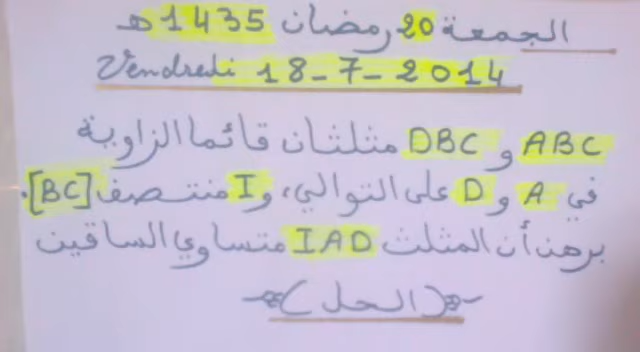 الجمعة 20 رمضان 1435 هـ
Vendredi 18-7-2014
ABC و DBC مثلثان قائما الزاوية
في A و D على التوالي، و I منتصف [BC].
برهن أن المثلث IAD متساوي الساقين
(الحل)